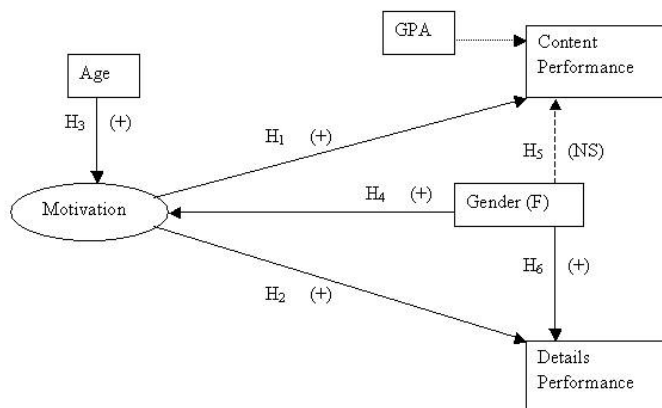 GPA
Content
Performance
Age
H₃ (+)
H₁ (+)
H₅ (NS)
Motivation
H₄ (+)
Gender (F)
H₆ (+)
H₂ (+)
Details
Performance